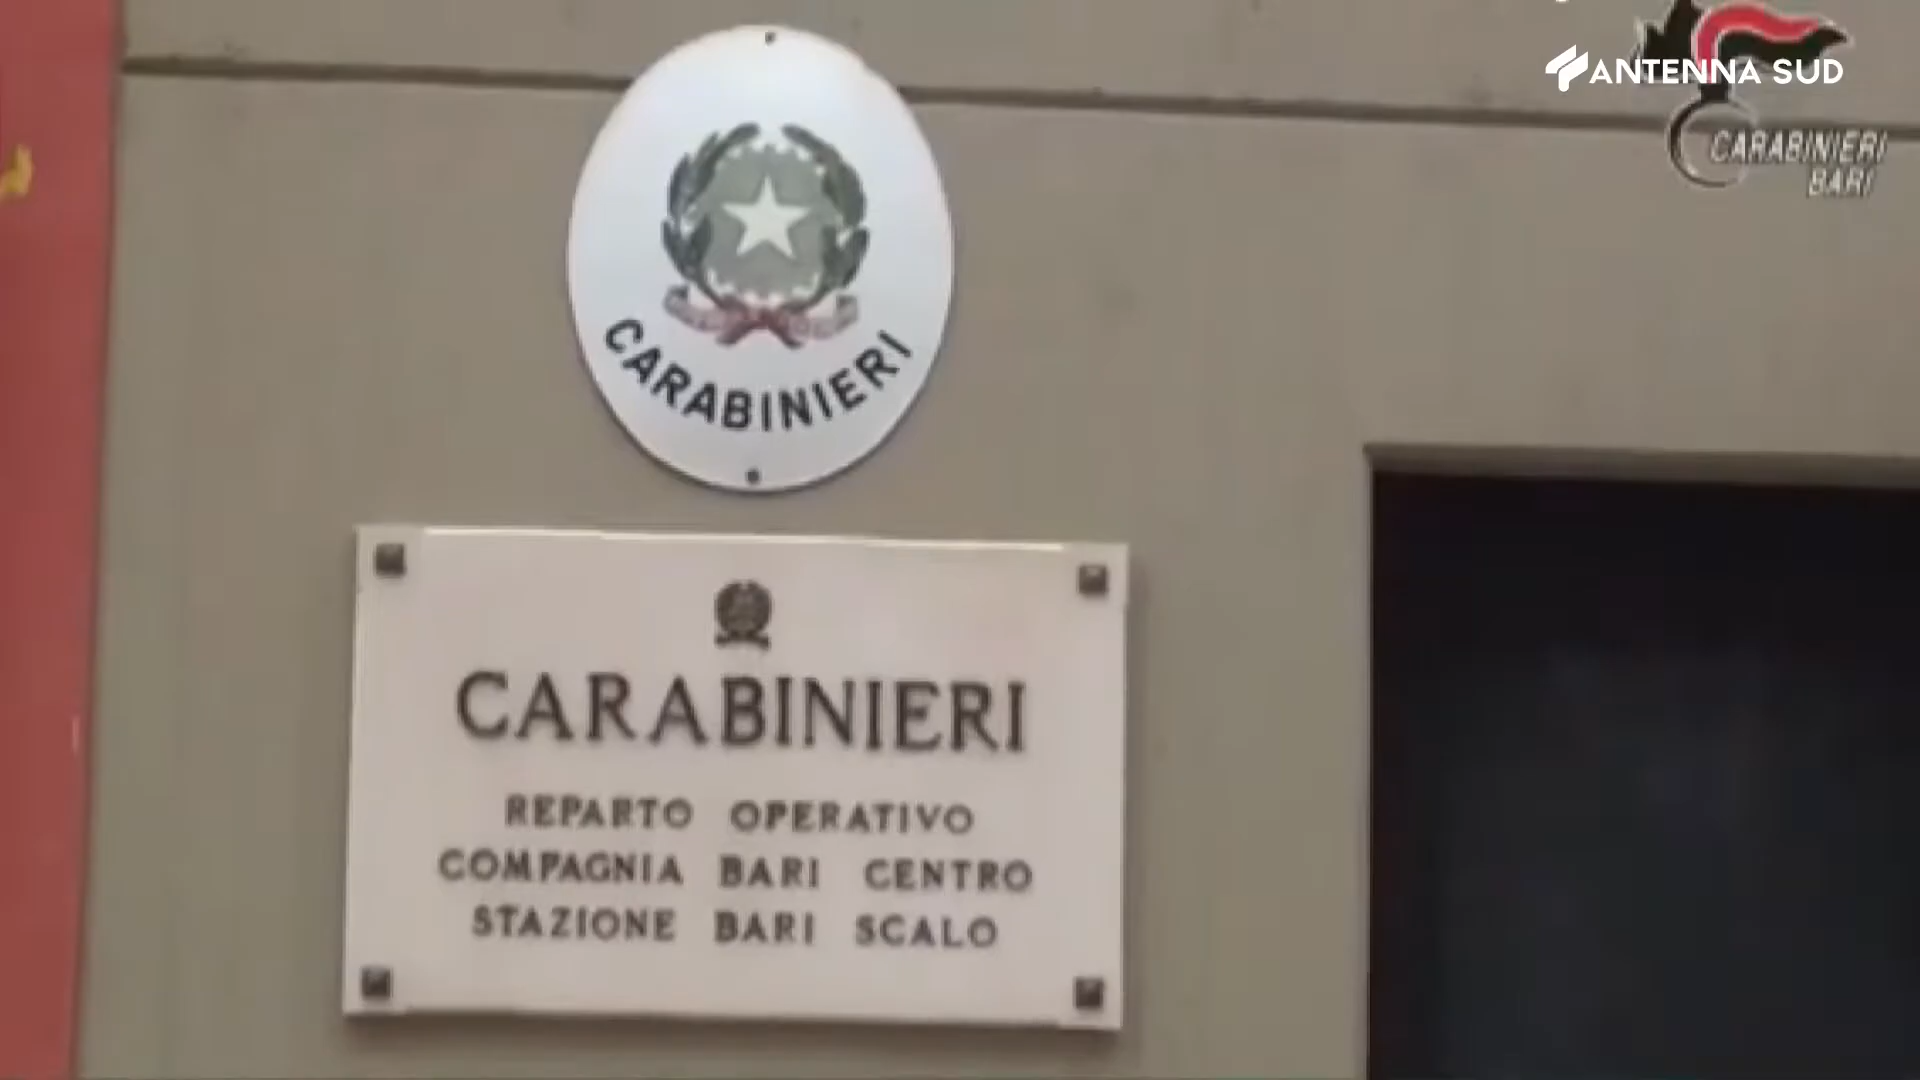 ANTENNA SUD
CARABINIERI
BARI
CARABINIERI
CARABINIERI
REPARTO OPERATIVO
COMPAGNIA BARI CENTRO
STAZIONE BARI SCALO